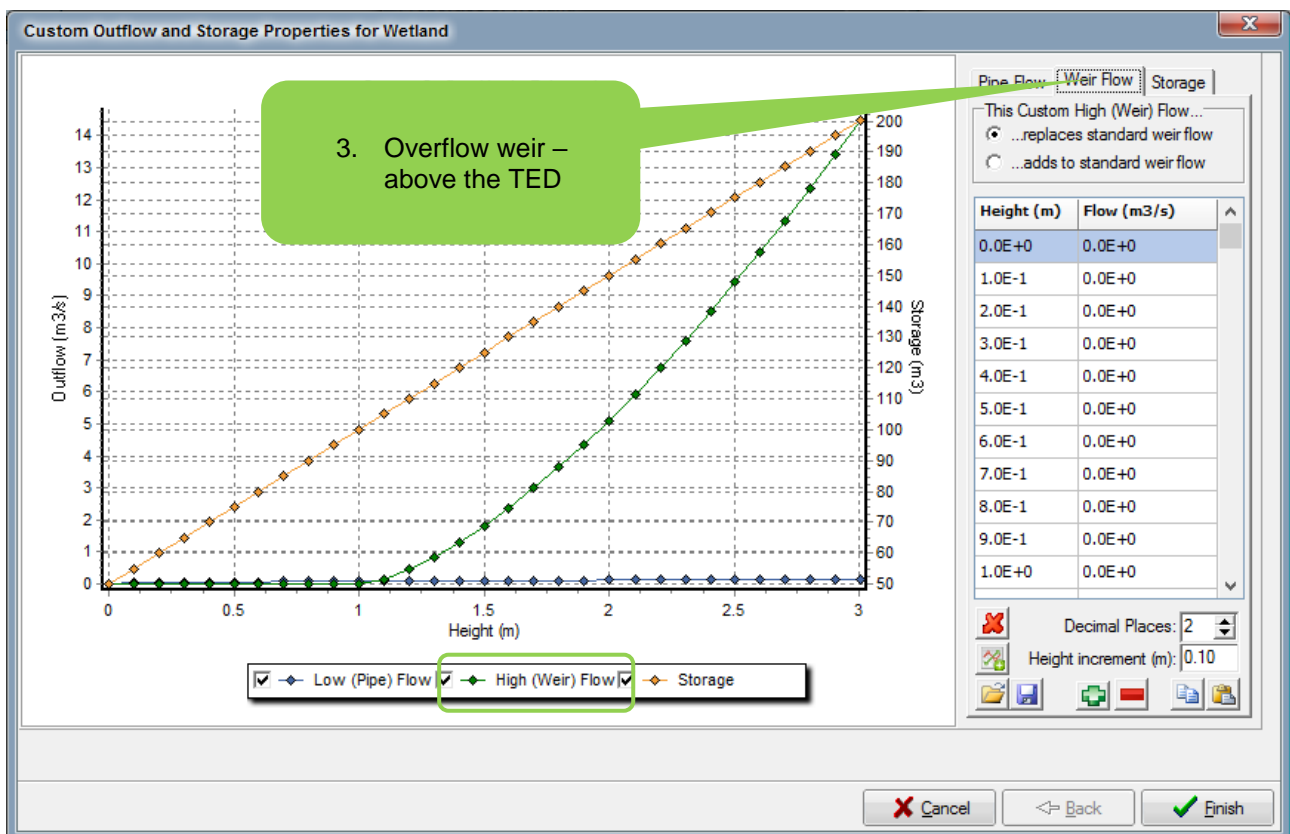 Custom Outflow and Storage Properties for Wetland
3. Overflow weir –
above the TED
Pipe Flow Weir Flow Storage
This Custom High (Weir) Flow...
...replaces standard weir flow
...adds to standard weir flow
Height (m) Flow (m3/s)
0.0E+0 0.0E+0
1.0E-1 0.0E+0
2.0E-1 0.0E+0
3.0E-1 0.0E+0
4.0E-1 0.0E+0
5.0E-1 0.0E+0
6.0E-1 0.0E+0
7.0E-1 0.0E+0
8.0E-1 0.0E+0
9.0E-1 0.0E+0
1.0E+0 0.0E+0
Decimal Places: 2
Height increment (m): 0.10
Outflow (m3/s)
14
13
12
11
10
9
8
7
6
5
4
3
2
1
0
200
190
180
170
160
150
140
130
120
110
100
90
80
70
60
50
Storage (m3)
0 0.5 1 1.5 2 2.5 3
Height (m)
Low (Pipe) Flow High (Weir) Flow Storage
Cancel Back Finish